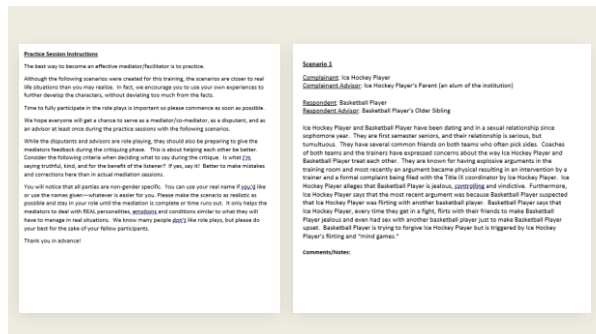 Practice Session Instructions
The best way to become an effective mediator/facilitator is to practice.
Although the following scenarios were created for this training, the scenarios are closer to real
life situations than you may realize. In fact, we encourage you to use your own experiences to
further develop the characters, without deviating too much from the facts.
Time to fully participate in the role plays is important so please commence as soon as possible.
We hope everyone will get a chance to serve as a mediator/co-mediator, as a disputant, and as
an advisor at least once during the practice sessions with the following scenarios.
While the disputants and advisors are role playing, they should also be preparing to give the
mediators feedback during the critiquing phase. This is about helping each other be better.
Consider the following criteria when deciding what to say during the critique. Is what I'm
saying truthful, kind, and for the benefit of the listener? If yes, say it! Better to make mistakes
and corrections here than in actual mediation sessions.
You will notice that all parties are non-gender specific. You can use your real name if you'd like
or use the names given—whatever is easier for you. Please make the scenario as realistic as
possible and stay in your role until the mediation is complete or time runs out. It only helps the
mediators to deal with REAL personalities, emotions and conditions similar to what they will
have to manage in real situations. We know many people don't like role plays, but please do
your best for the sake of your fellow participants.
Thank you in advance!
Scenario 1
Complainant: Ice Hockey Player
Complainant Advisor: Ice Hockey Player's Parent (an alum of the institution)
Respondent: Basketball Player
Respondent Advisor: Basketball Player's Older Sibling
Ice Hockey Player and Basketball Player have been dating and in a sexual relationship since
sophomore year. They are first semester seniors, and their relationship is serious, but
tumultuous. They have several common friends on both teams who often pick sides. Coaches
of both teams and the trainers have expressed concerns about the way Ice Hockey Player and
Basketball Player treat each other. They are known for having explosive arguments in the
training room and most recently an argument became physical resulting in an intervention by a
trainer and a formal complaint being filed with the Title IX coordinator by Ice Hockey Player. Ice
Hockey Player alleges that Basketball Player is jealous, controlling and vindictive. Furthermore,
Ice Hockey Player says that the most recent argument was because Basketball Player suspected
that Ice Hockey Player was flirting with another basketball player. Basketball Player says that
Ice Hockey Player, every time they get in a fight, flirts with their friends to make Basketball
Player jealous and even had sex with another basketball player just to make Basketball Player
upset. Basketball Player is trying to forgive Ice Hockey Player but is triggered by Ice Hockey
Player's flirting and "mind games."
Comments/Notes: